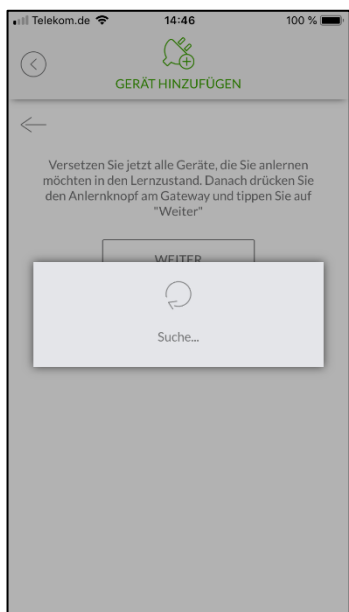 Telekom.de 14:46 100 %
GERÄT HINZUFÜGEN
Versetzen Sie jetzt alle Geräte, die Sie anlernen
möchten in den Lernzustand. Danach drücken Sie
den Anlernknopf am Gateway und tippen Sie auf
"Weiter"
WEITER
Suche...